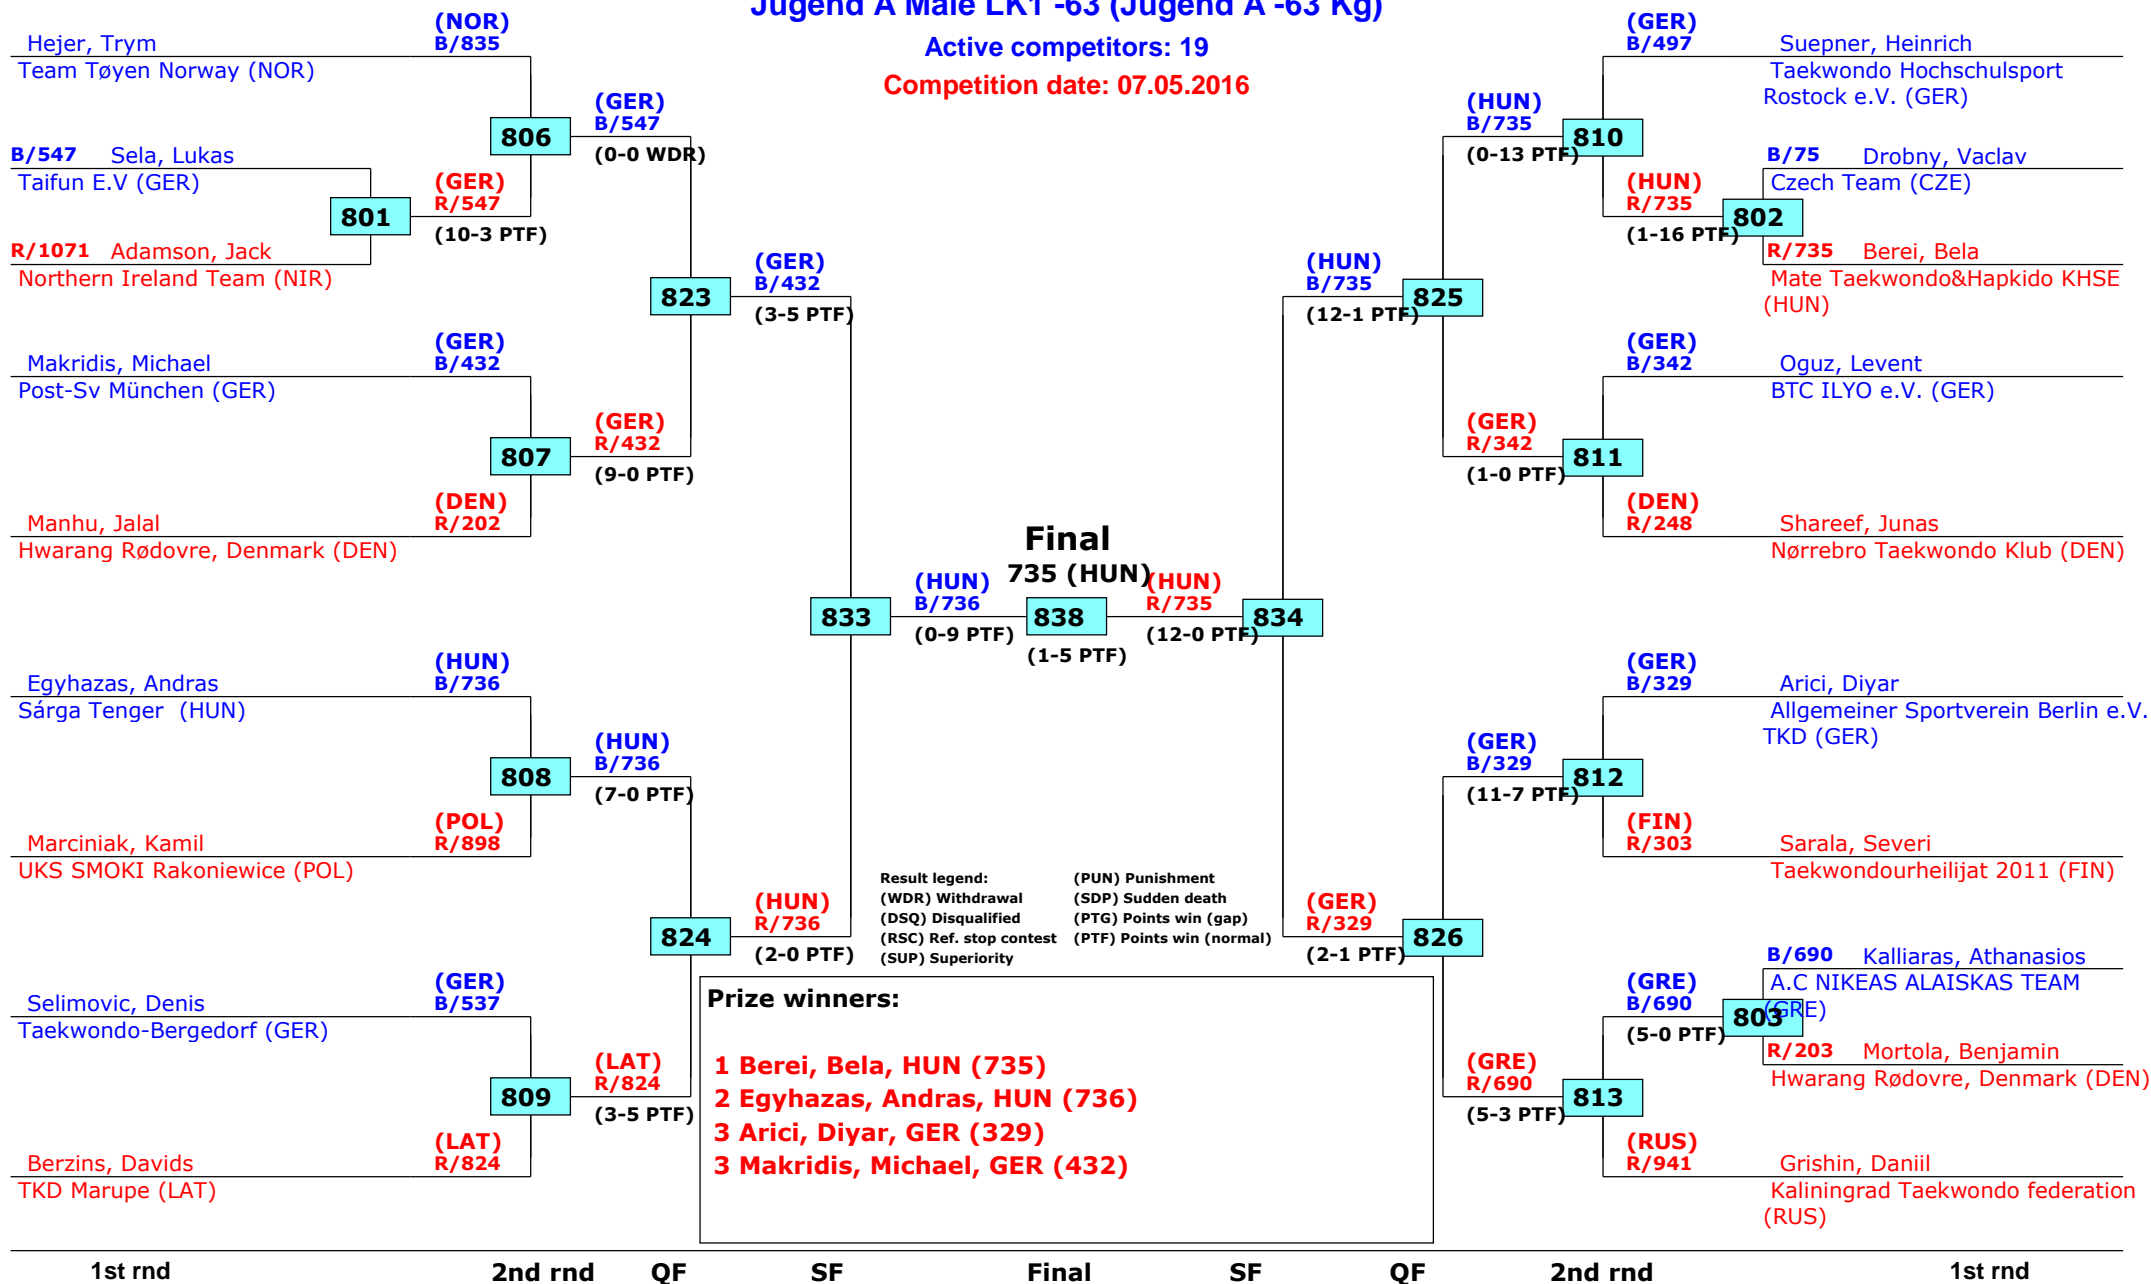 Jugend A Male LK1 -63 (Jugend A -63 Kg)
Active competitors: 19
Competition date: 07.05.2016
Hejer, Trym
Team Tøyen Norway (NOR)
(NOR)
B/835
B/547 Sela, Lukas
Taifun E.V (GER)
R/1071 Adamson, Jack
Northern Ireland Team (NIR)
801
(GER)
R/547
(10-3 PTF)
806
(GER)
B/547
(0-0 WDR)
Makridis, Michael
Post-Sv München (GER)
(GER)
B/432
Manhu, Jalal
Hwarang Rødovre, Denmark (DEN)
(DEN)
R/202
807
(GER)
R/432
(9-0 PTF)
823
(GER)
B/432
(3-5 PTF)
Egyhazas, Andras
Sárga Tenger (HUN)
(HUN)
B/736
Marciniak, Kamil
UKS SMOKI Rakoniewice (POL)
(POL)
R/898
808
(HUN)
B/736
(7-0 PTF)
Selimovic, Denis
Taekwondo-Bergedorf (GER)
(GER)
B/537
Berzins, Davids
TKD Marupe (LAT)
(LAT)
R/824
809
(LAT)
R/824
(3-5 PTF)
824
(HUN)
R/736
(2-0 PTF)
833
(HUN)
B/736
(0-9 PTF)
Final
735 (HUN)
838
(1-5 PTF)
(HUN)
R/735
(12-0 PTF)
834
(HUN)
B/735
(12-1 PTF)
825
(HUN)
B/735
(0-13 PTF)
810
(GER)
B/497
Suepner, Heinrich
Taekwondo Hochschulsport
Rostock e.V. (GER)
(HUN)
R/735
(1-16 PTF)
802
B/75 Drobny, Vaclav
Czech Team (CZE)
R/735 Berei, Bela
Mate Taekwondo&Hapkido KHSE
(HUN)
(GER)
R/342
(1-0 PTF)
811
(GER)
B/342
Oguz, Levent
BTC ILYO e.V. (GER)
(DEN)
R/248
Shareef, Junas
Nørrebro Taekwondo Klub (DEN)
(GER)
R/329
(2-1 PTF)
826
(GER)
B/329
(11-7 PTF)
812
(GER)
B/329
Arici, Diyar
Allgemeiner Sportverein Berlin e.V.
TKD (GER)
(FIN)
R/303
Sarala, Severi
Taekwondourheilijat 2011 (FIN)
(GRE)
R/690
(5-3 PTF)
813
(GRE)
B/690
(5-0 PTF)
803
B/690 Kalliaras, Athanasios
A.C NIKEAS ALAISKAS TEAM
(GRE)
R/203 Mortola, Benjamin
Hwarang Rødovre, Denmark (DEN)
(RUS)
R/941
Grishin, Daniil
Kaliningrad Taekwondo federation
(RUS)
Result legend: (PUN) Punishment
(WDR) Withdrawal (SDP) Sudden death
(DSQ) Disqualified (PTG) Points win (gap)
(RSC) Ref. stop contest (PTF) Points win (normal)
(SUP) Superiority
Prize winners:
1 Berei, Bela, HUN (735)
2 Egyhazas, Andras, HUN (736)
3 Arici, Diyar, GER (329)
3 Makridis, Michael, GER (432)
1st rnd 2nd rnd QF SF Final SF QF 2nd rnd 1st rnd